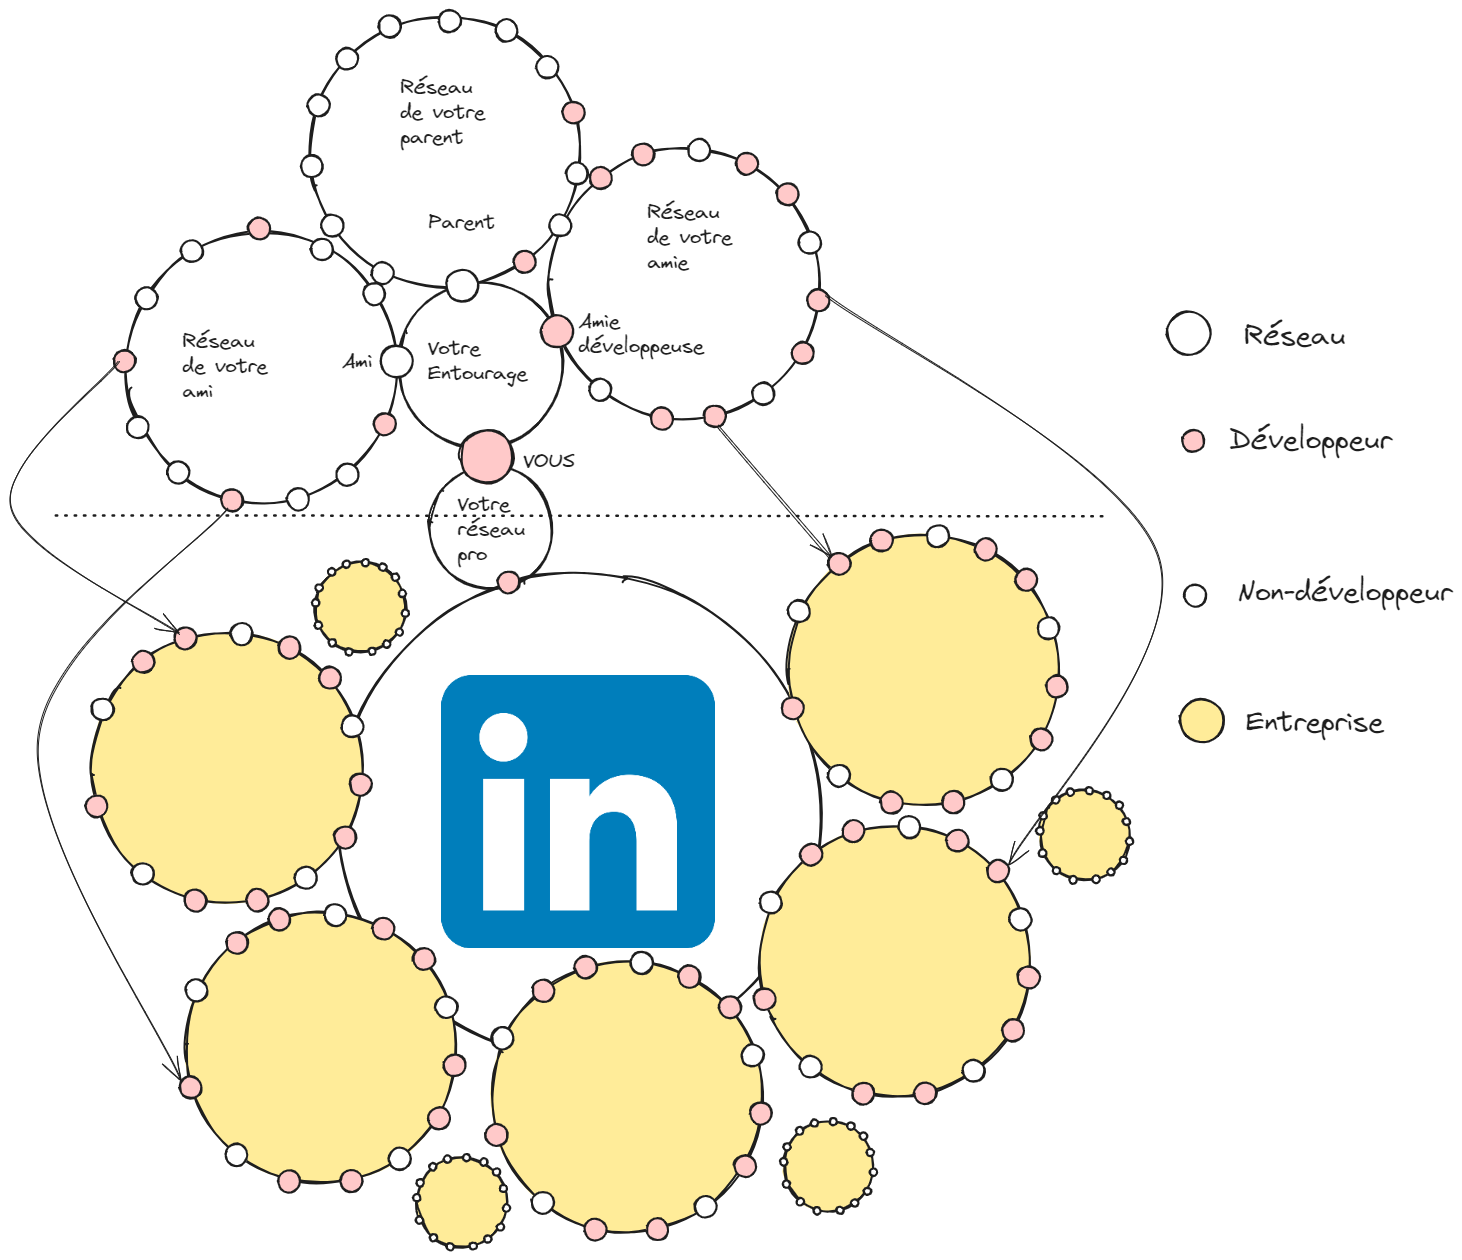 Réseau
de votre
parent
Parent
Réseau
de votre
amie
Réseau
de votre
ami
Ami
Votre
Entourage
Amie
développeuse
VOUS
Votre
réseau
pro
in
Réseau
Développeur
Non-développeur
Entreprise